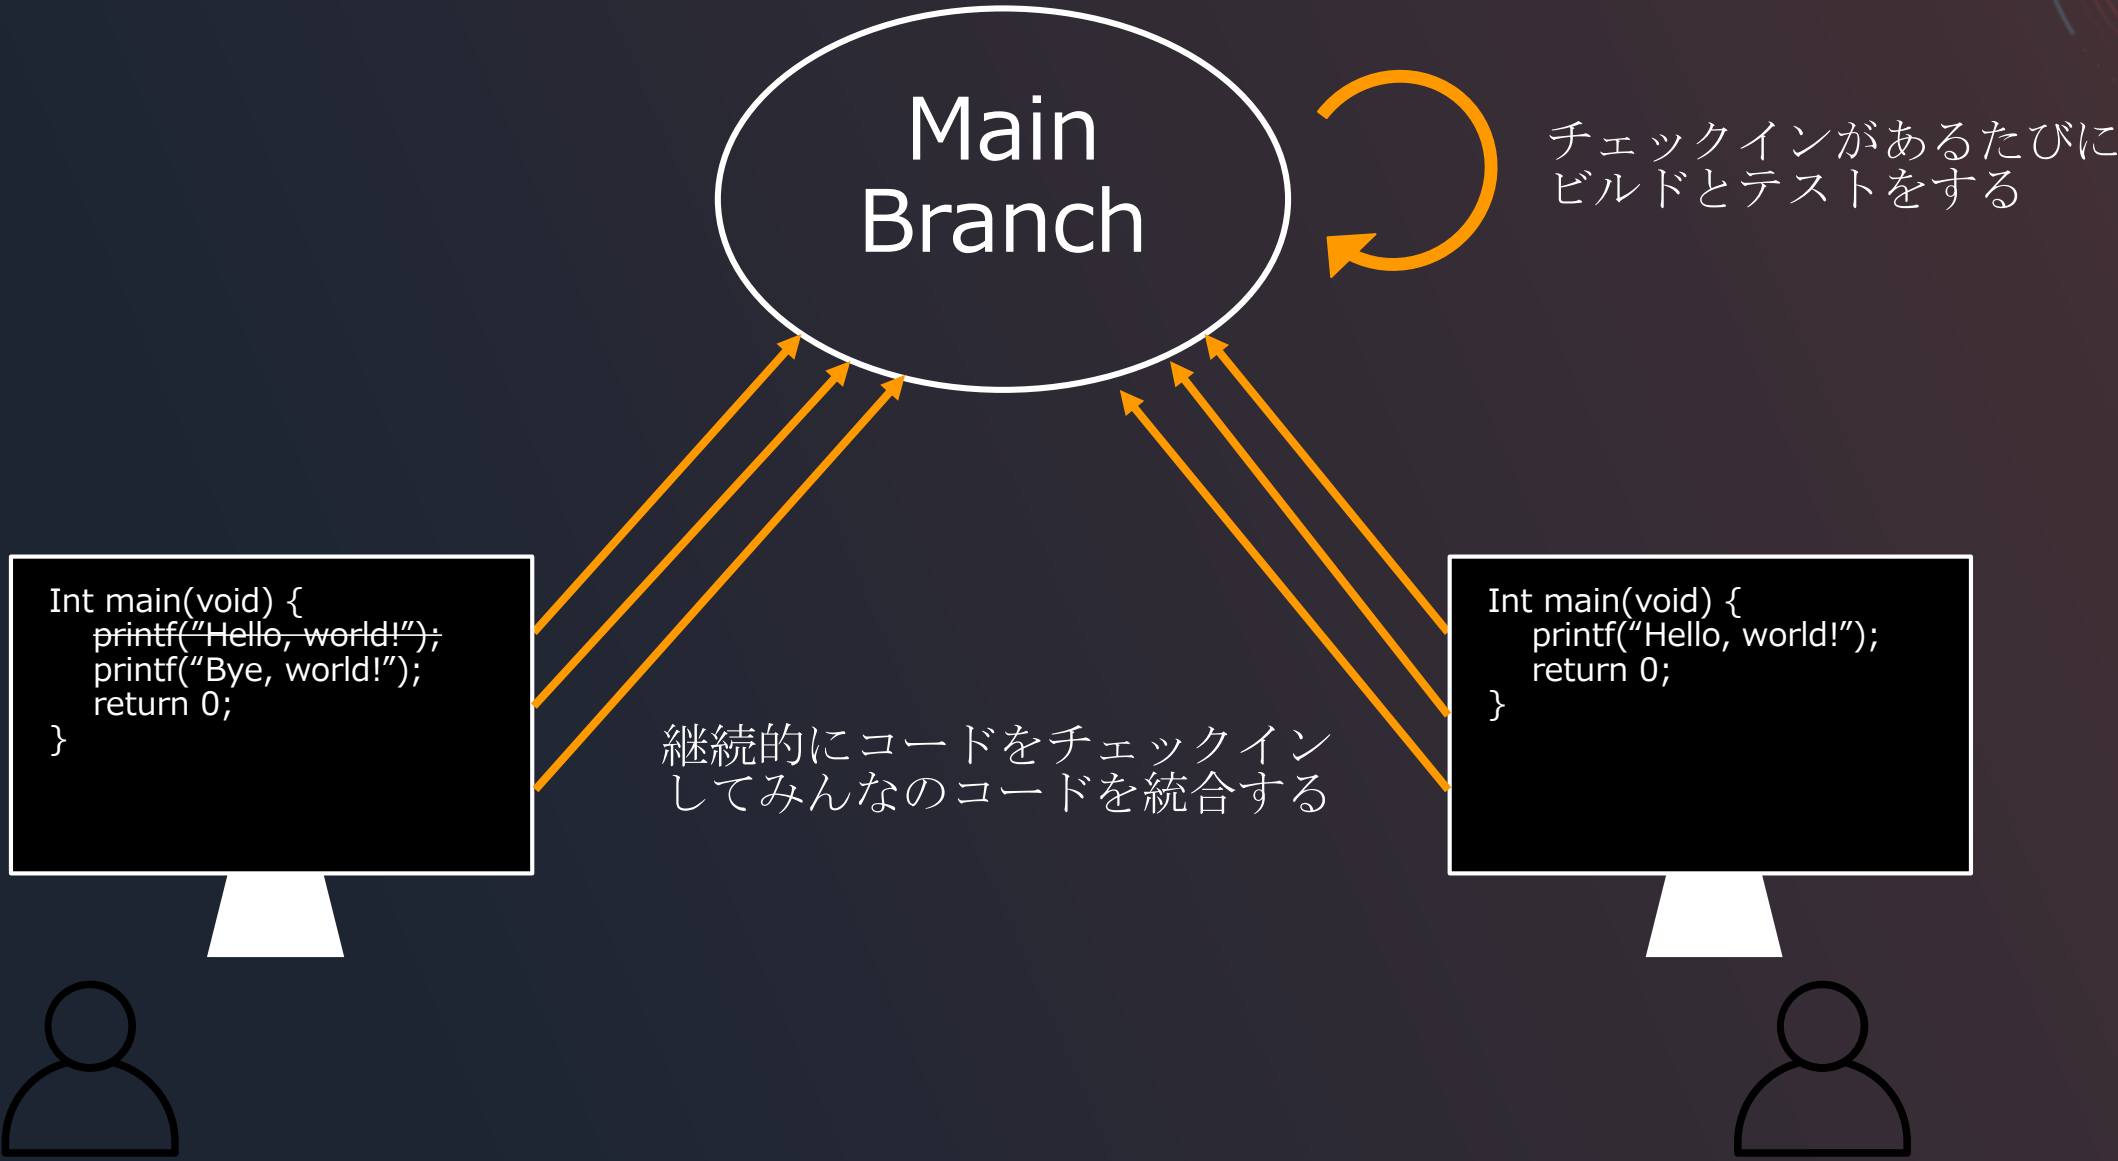 Main
Branch
チェックインがあるたびに
ビルドとテストをする
Int main(void) {
printf(”Hello, world!”);
printf(“Bye, world!”);
return 0;
}
継続的にコードをチェックイン
してみんなのコードを統合する
Int main(void) {
printf(“Hello, world!”);
return 0;
}